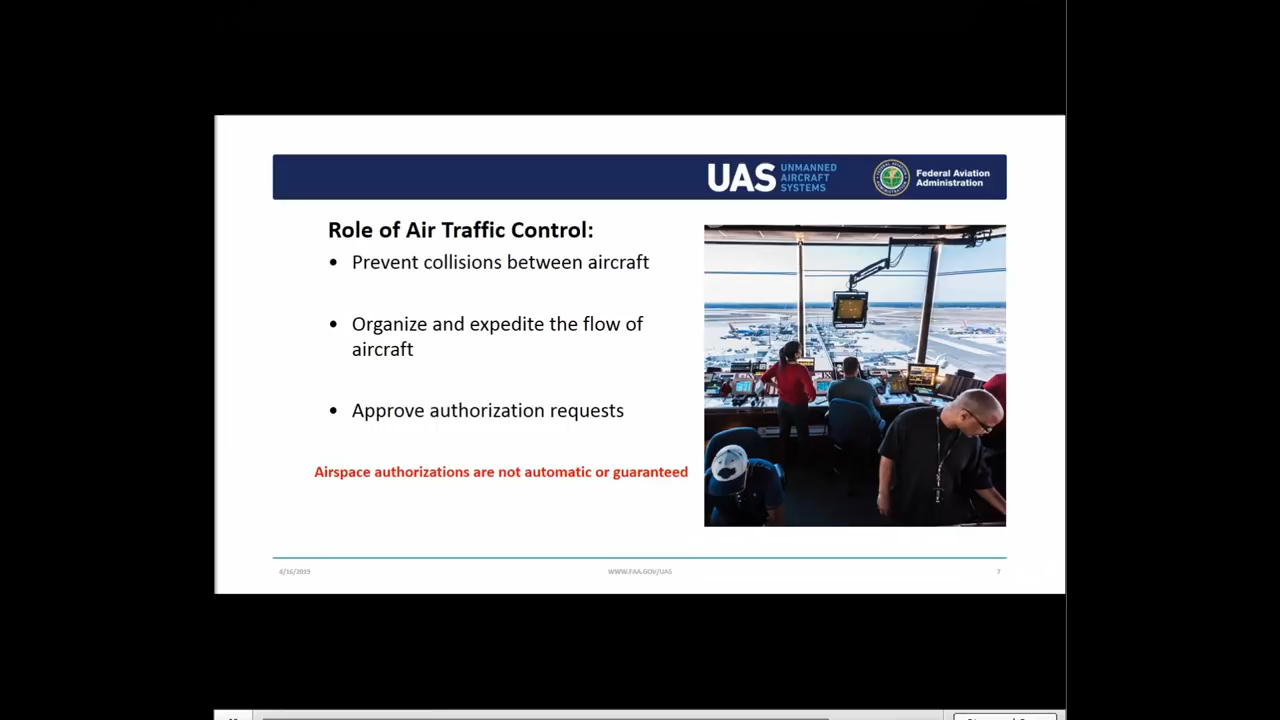 UAS UNMANNED
AIRCRAFT
SYSTEMS
Federal Aviation
Administration
Role of Air Traffic Control:
• Prevent collisions between aircraft
• Organize and expedite the flow of
aircraft
• Approve authorization requests
Airspace authorizations are not automatic or guaranteed
4/16/2019
WWW.FAA.GOV/UAS
7